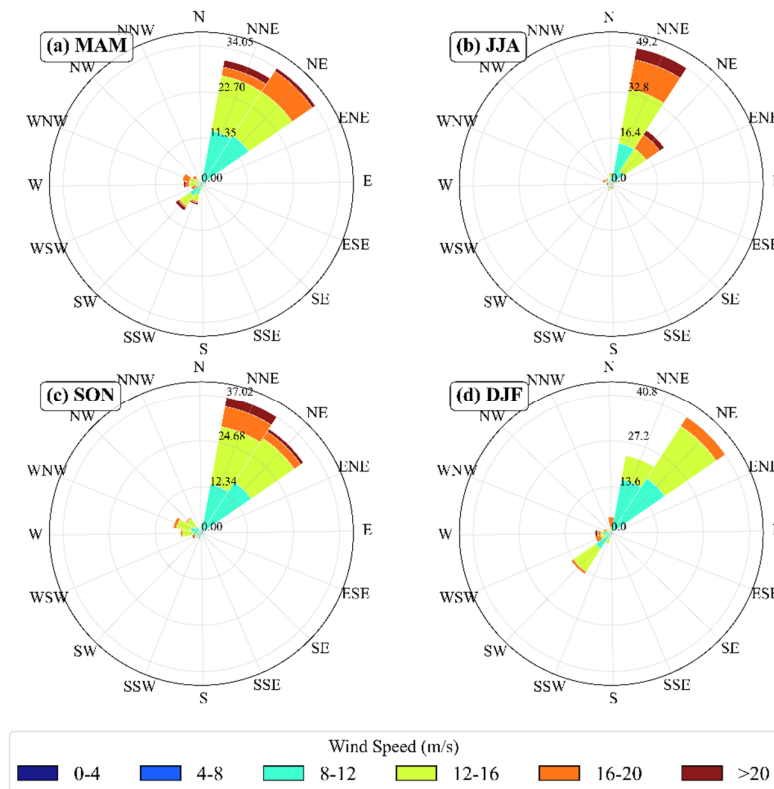 (a) MAM
N
NNE
NE
ENE
E
ESE
SE
SSE
S
SSW
SW
WSW
W
WNW
NW
NNW
34.05
22.70
11.35
0.00
(b) JJA
N
NNE
NE
ENE
ESE
SE
SSE
S
SSW
SW
WSW
W
WNW
NW
NNW
49.2
32.8
16.4
0.0
(c) SON
N
NNE
NE
ENE
E
ESE
SE
SSE
S
SSW
SW
WSW
W
WNW
NW
NNW
37.02
24.68
12.34
0.00
(d) DJF
N
NNE
NE
ENE
ESE
SE
SSE
S
SSW
SW
WSW
W
WNW
NW
NNW
40.8
27.2
13.6
0.0
Wind Speed (m/s)
0-4 4-8 8-12 12-16 16-20 >20